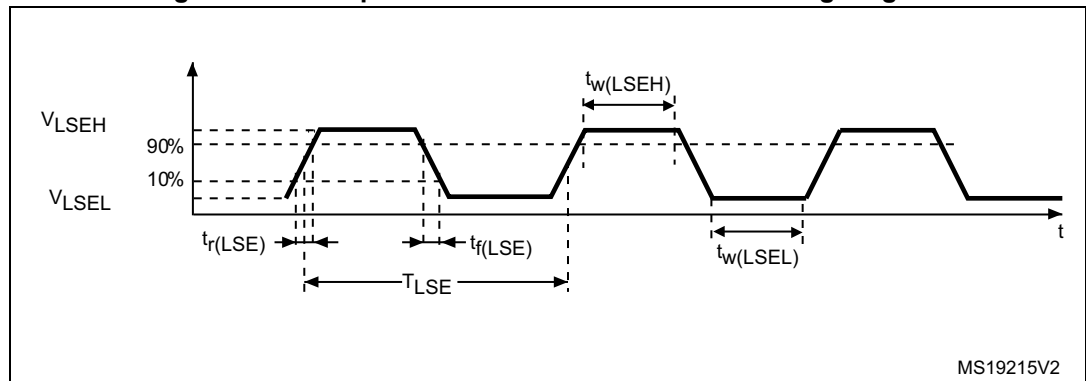 tw(LSEH)
VLSEH
90%
10%
VLSEL
tr(LSE)
tf(LSE)
t
tw(LSEL)
TLSE
MS19215V2